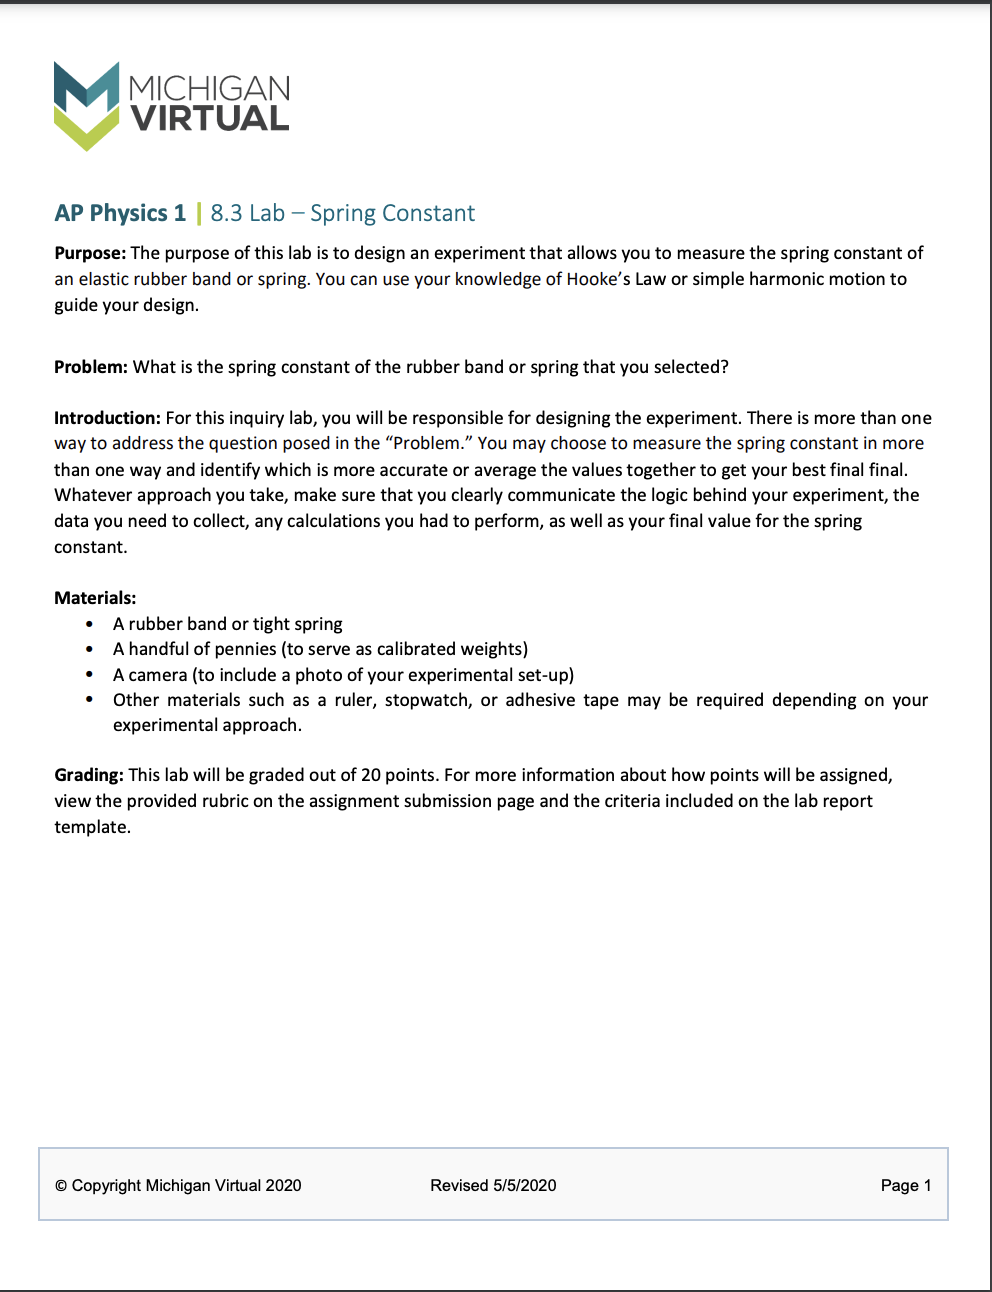 MICHIGAN
VIRTUAL
AP Physics 1 | 8.3 Lab – Spring Constant
Purpose: The purpose of this lab is to design an experiment that allows you to measure the spring constant of
an elastic rubber band or spring. You can use your knowledge of Hooke’s Law or simple harmonic motion to
guide your design.
Problem: What is the spring constant of the rubber band or spring that you selected?
Introduction: For this inquiry lab, you will be responsible for designing the experiment. There is more than one
way to address the question posed in the “Problem.” You may choose to measure the spring constant in more
than one way and identify which is more accurate or average the values together to get your best final final.
Whatever approach you take, make sure that you clearly communicate the logic behind your experiment, the
data you need to collect, any calculations you had to perform, as well as your final value for the spring
constant.
Materials:
• A rubber band or tight spring
• A handful of pennies (to serve as calibrated weights)
• A camera (to include a photo of your experimental set-up)
• Other materials such as a ruler, stopwatch, or adhesive tape may be required depending on your
experimental approach.
Grading: This lab will be graded out of 20 points. For more information about how points will be assigned,
view the provided rubric on the assignment submission page and the criteria included on the lab report
template.
© Copyright Michigan Virtual 2020 Revised 5/5/2020 Page 1